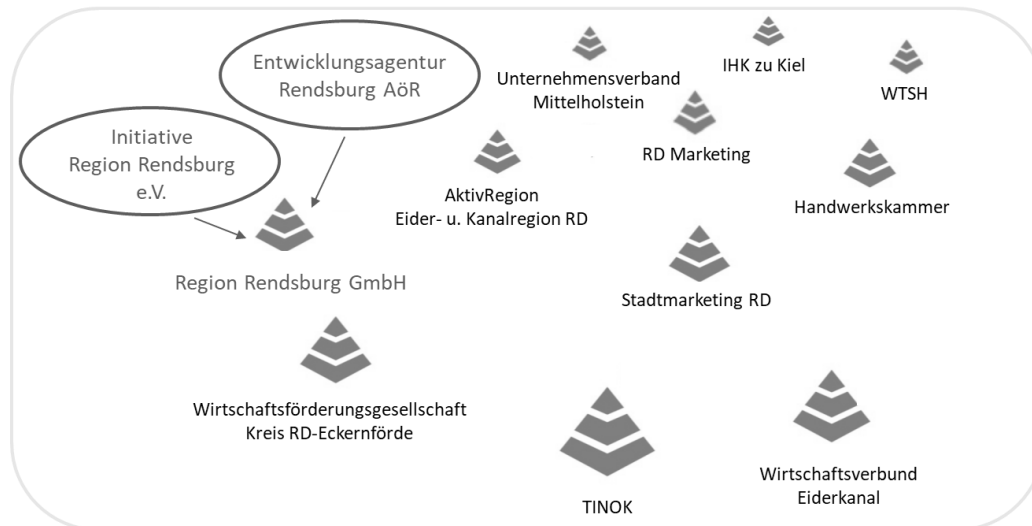 Entwicklungsagentur
Rendsburg AöR
Initiative
Region Rendsburg
e.V.
Region Rendsburg GmbH
Unternehmensverband
Mittelholstein
IHK zu Kiel
WTSH
RD Marketing
AktivRegion
Eider- u. Kanalregion RD
Handwerkskammer
Stadtmarketing RD
Wirtschaftsförderungsgesellschaft
Kreis RD-Eckernförde
TINOK
Wirtschaftsverbund
Eiderkanal